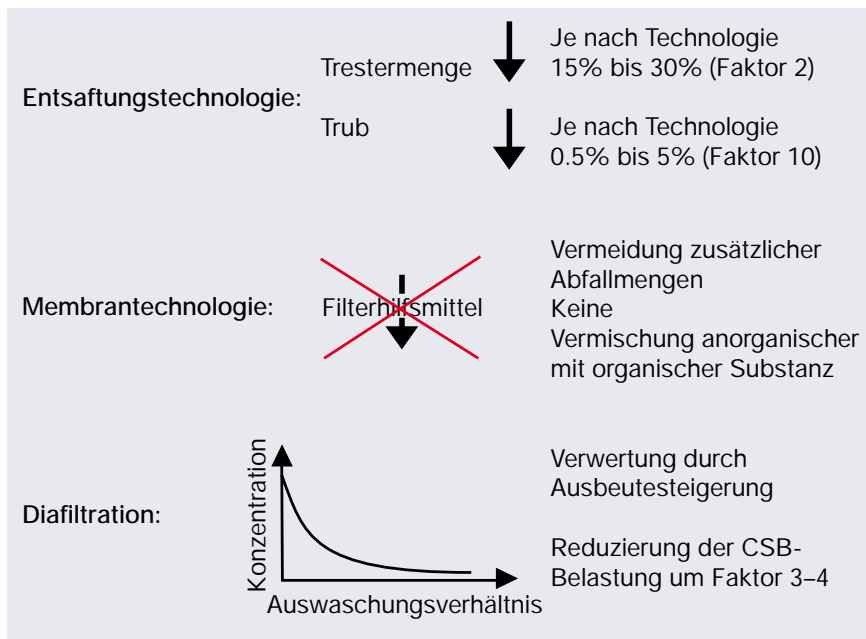 Entsaftungstechnologie:
Trestermenge
Je nach Technologie
15% bis 30% (Faktor 2)
Trub
Je nach Technologie
0.5% bis 5% (Faktor 10)
Membrantechnologie:
Filterhilfsmittel
Vermeidung zusätzlicher
Abfallmengen
Keine
Vermischung anorganischer
mit organischer Substanz
Diafiltration:
Konzentration
Auswaschungsverhältnis
Verwertung durch
Ausbeutesteigerung
Reduzierung der CSB-
Belastung um Faktor 3–4